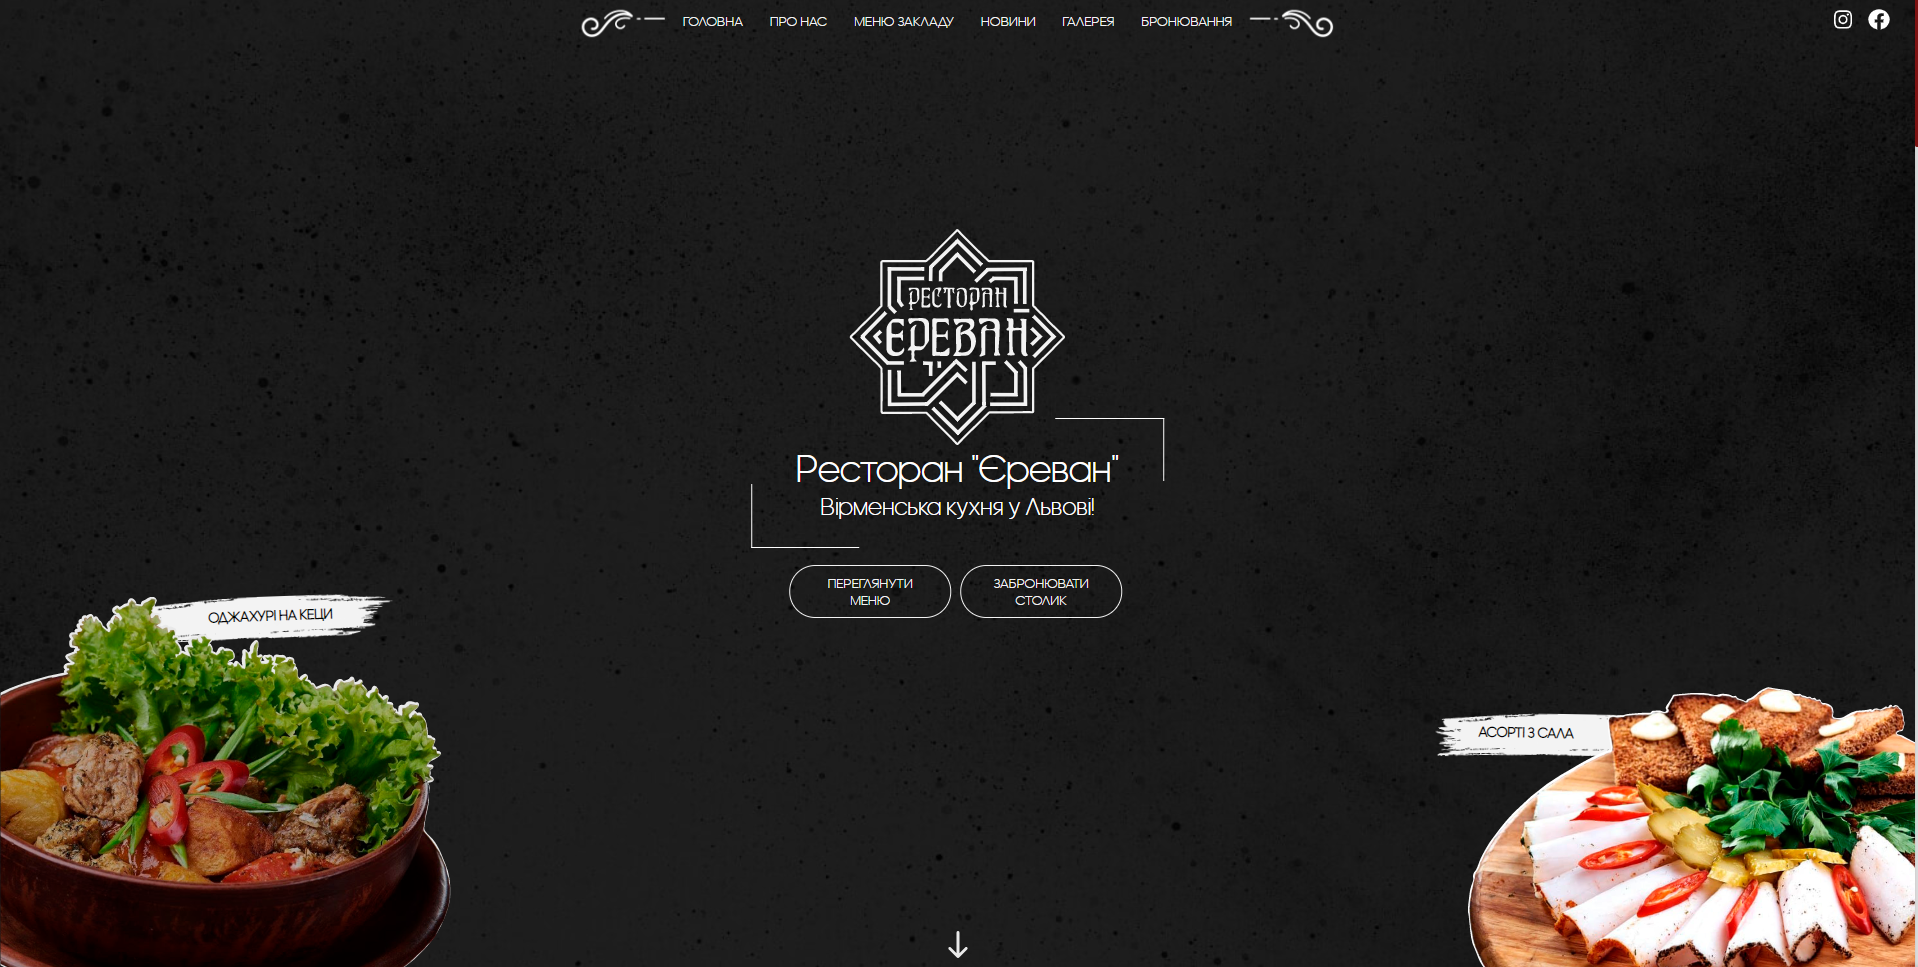 ГОЛОВНА ПРО НАС МЕНЮ ЗАКЛАДУ НОВИНИ ГАЛЕРЕЯ БРОНЮВАННЯ
РЕСТОРАН
ЄРЕВАН
Ресторан "Єреван"
Вірменська кухня у Львові!
ПЕРЕГЛЯНУТИ
МЕНЮ
ЗАБРОНЮВАТИ
СТОЛИК
ОДЖАХУРІ НА КЕЦИ
АСОРТІ З САЛА